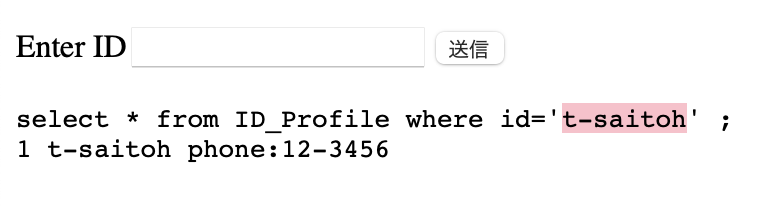 Enter ID 送信
select * from ID_Profile where id='t-saitoh' ;
1 t-saitoh phone:12-3456